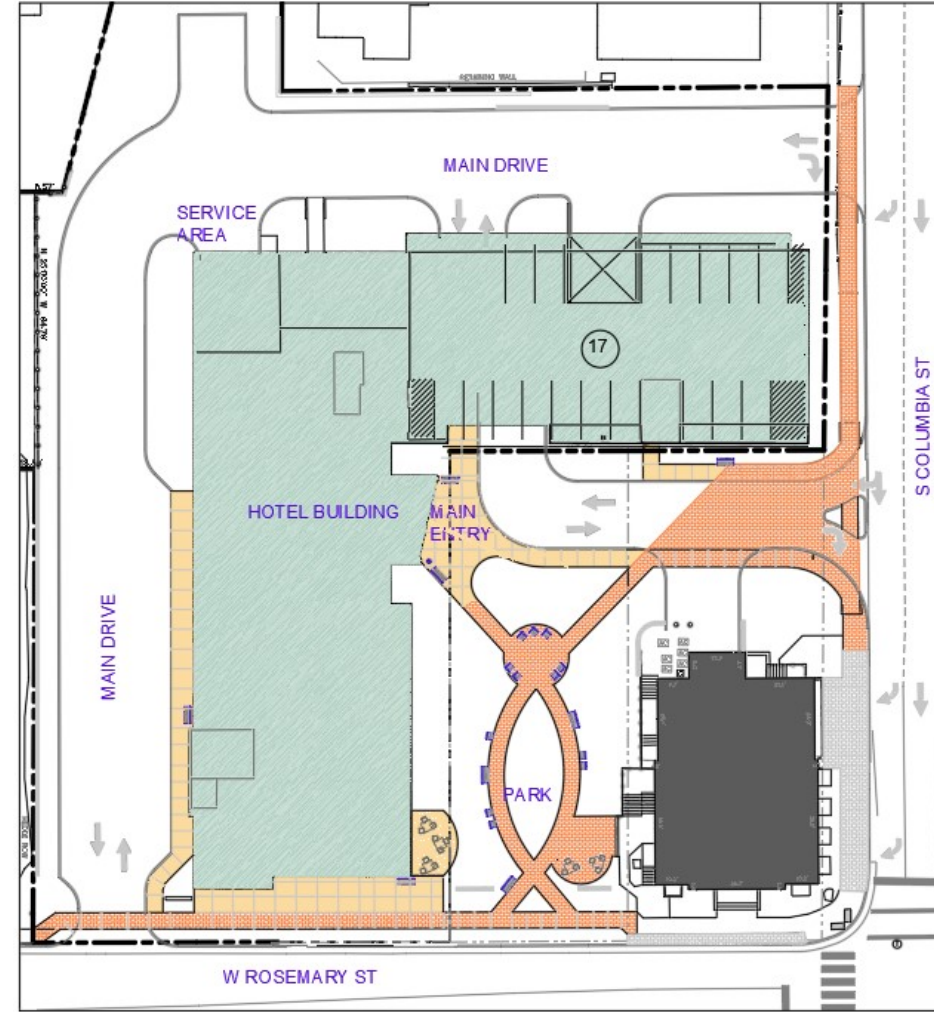 MAIN DRIVE
SERVICE
AREA
17
S COLUMBIA ST
HOTEL BUILDING
MAIN
ENTRY
MAIN DRIVE
PARK
W ROSEMARY ST